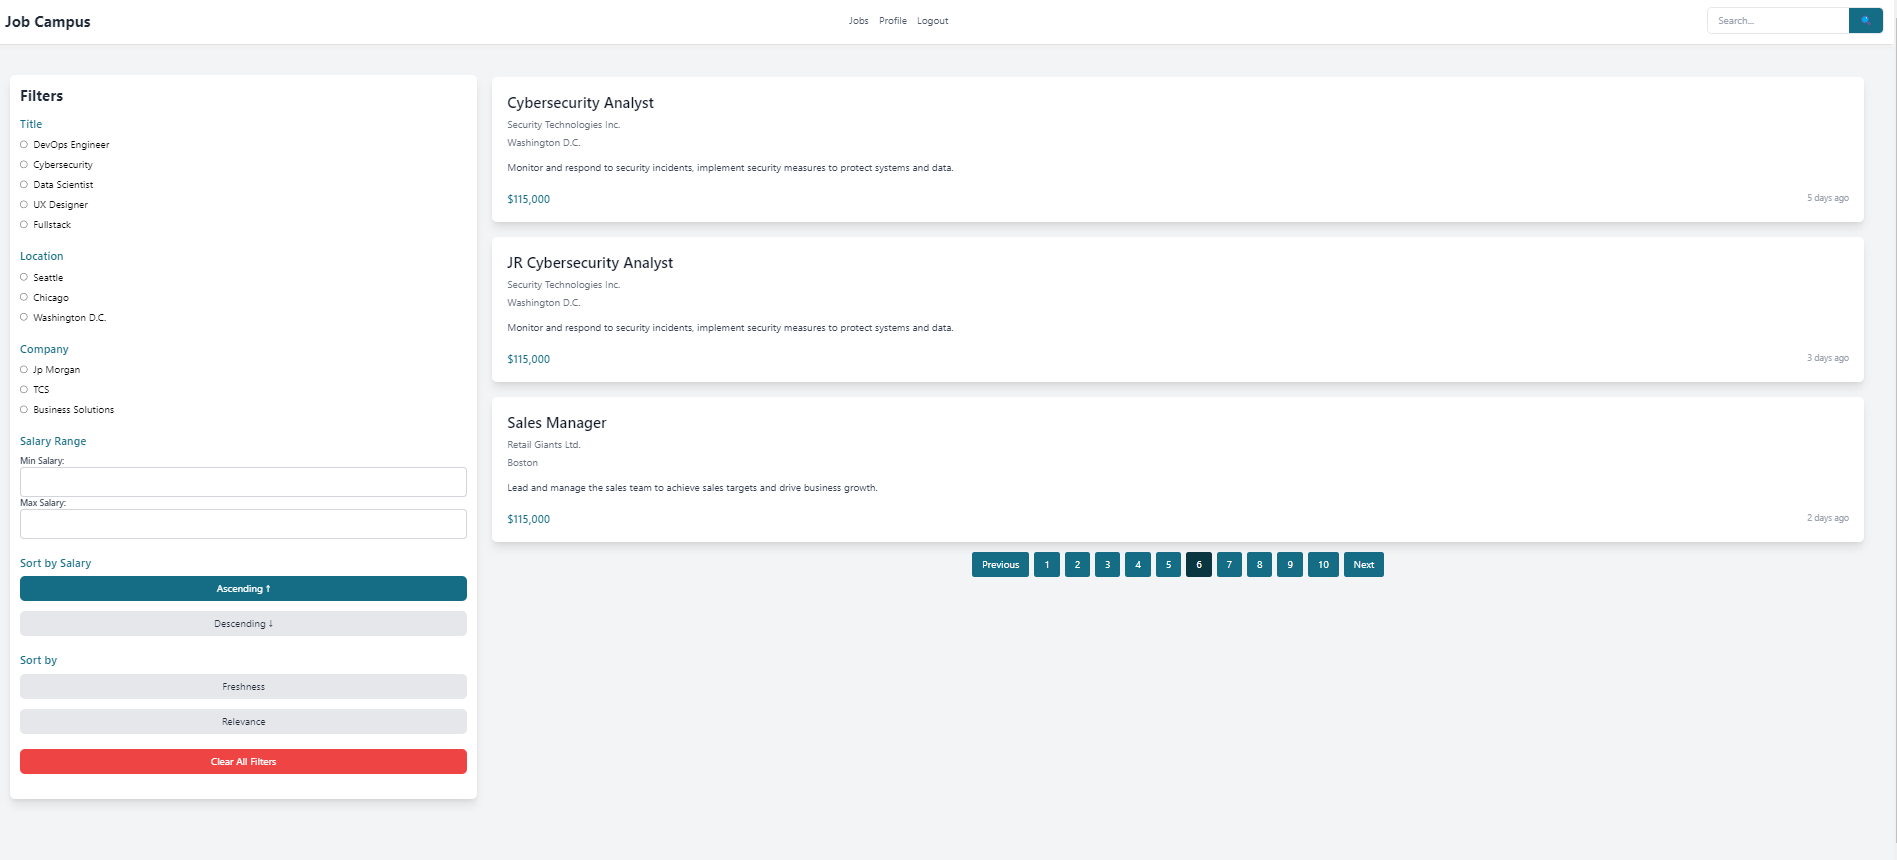 Job Campus
Jobs Profile Logout
Search...
Filters
Title
DevOps Engineer
Cybersecurity
Data Scientist
UX Designer
Fullstack
Location
Seattle
Chicago
Washington D.C.
Company
Jp Morgan
TCS
Business Solutions
Salary Range
Min Salary:
Max Salary:
Sort by Salary
Ascending ↑
Descending ↓
Sort by
Freshness
Relevance
Clear All Filters
Cybersecurity Analyst
Security Technologies Inc.
Washington D.C.
Monitor and respond to security incidents, implement security measures to protect systems and data.
$115,000 5 days ago
JR Cybersecurity Analyst
Security Technologies Inc.
Washington D.C.
Monitor and respond to security incidents, implement security measures to protect systems and data.
$115,000 3 days ago
Sales Manager
Retail Giants Ltd.
Boston
Lead and manage the sales team to achieve sales targets and drive business growth.
$115,000 2 days ago
Previous 1 2 3 4 5 6 7 8 9 10 Next